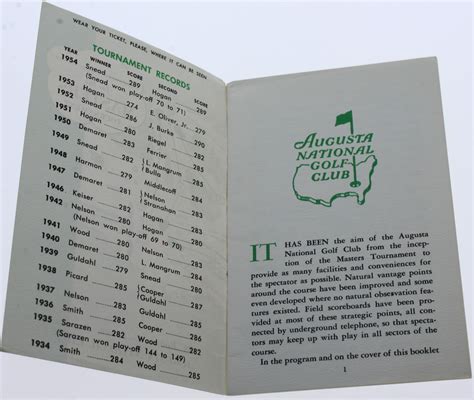 WEAR YOUR TICKET, PLEASE, WHERE IT CAN BE SEEN
TOURNAMENT RECORDS
YEAR WINNER SCORE SECOND SCORE
1954 Snead 289 Hogan 289
(Snead won play-off 70 to 71)
1953 Hogan 274 E. Oliver, Jr. 279
1952 Snead 286 J. Burke 290
1951 Hogan 280 Riegel 282
1950 Demaret 283 Ferrier 285
1949 Snead 282 L. Mangrum
Bulla 285
1948 Harmon 279 Middlecoff 284
1947 Demaret 281 Nelson
Stranahan 283
1946 Keiser 282 Hogan 283
1942 Nelson 280 Hogan 280
(Nelson won play-off 69 to 70)
1941 Wood 280 Nelson 283
1940 Demaret 280 L. Mangrum 284
1939 Guldahl 279 Snead 280
1938 Picard 285 Cooper
Guldahl
1937 Nelson 283 Guldahl 285
1936 Smith 285 Cooper 286
1935 Sarazen 282 Wood 282
(Sarazen won play-off 144 to 149)
1934 Smith 284 Wood 285
AUGUSTA
NATIONAL
GOLF
CLUB
IT HAS BEEN the aim of the Augusta
National Golf Club from the incep-
tion of the Masters Tournament to
provide as many facilities and conveniences for
the spectator as possible. Natural vantage points
around the course have been improved and some
even developed where no natural observation fea-
tures existed. Field scoreboards have been pro-
vided at most of these strategic points, all con-
nected by underground telephone, so that specta-
tors may keep up with play in all sectors of the
course.
In the program and on the cover of this booklet
1